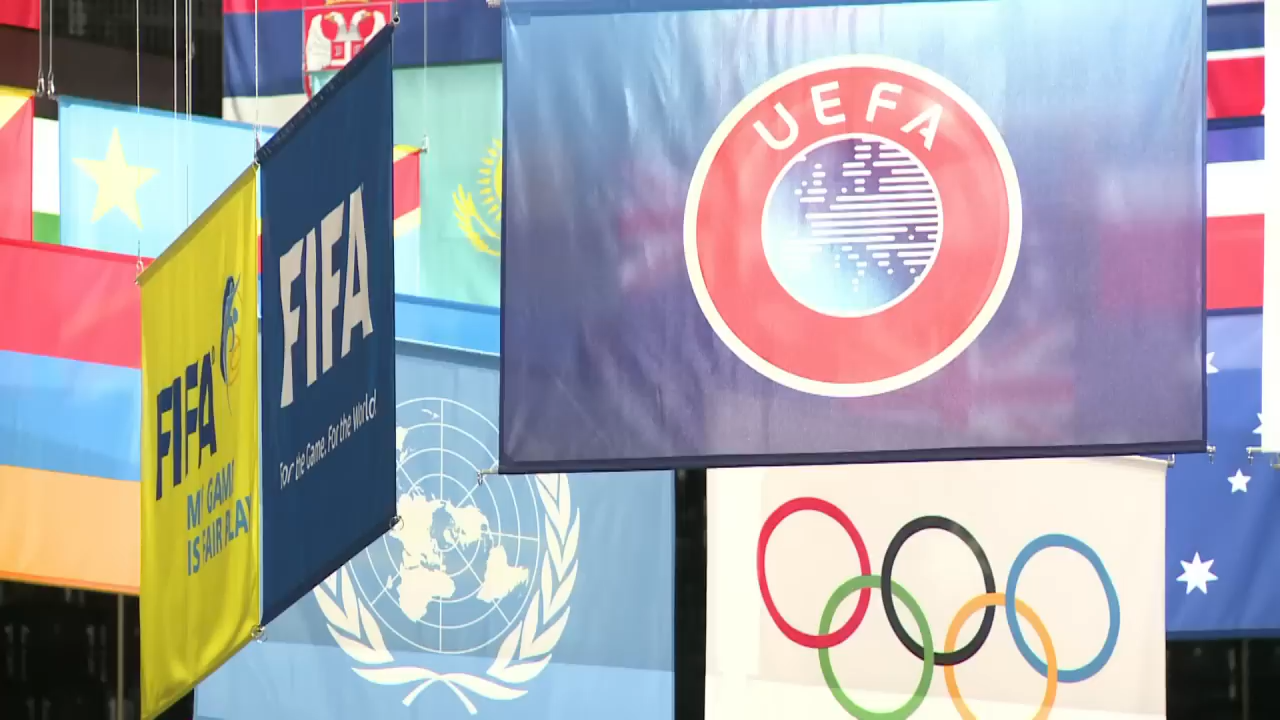 UEFA
FIFA
For the Game. For the World
FIFA
MY GAME
IS FAIR PLAY